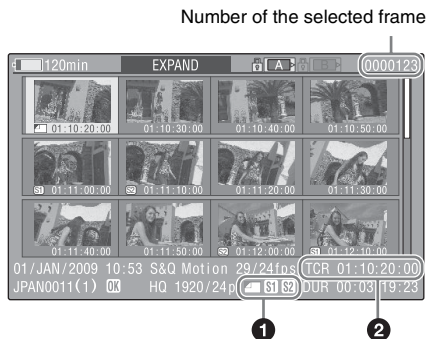 Number of the selected frame
120min EXPAND A B 0000123
01:10:20:00 01:10:30:00 01:10:40:00 01:10:50:00
S1 01:11:00:00 S2 01:11:10:00 01:11:20:00 01:11:30:00
01:11:40:00 01:11:50:00 S2 01:12:00:00 01:12:10:00
01/JAN/2009 10:53 S&Q Motion 29/24fps TCR 01:10:20:00
JPAN0011(1) OK HQ 1920/24p S1 S2 DUR 00:03:19:23
1 2